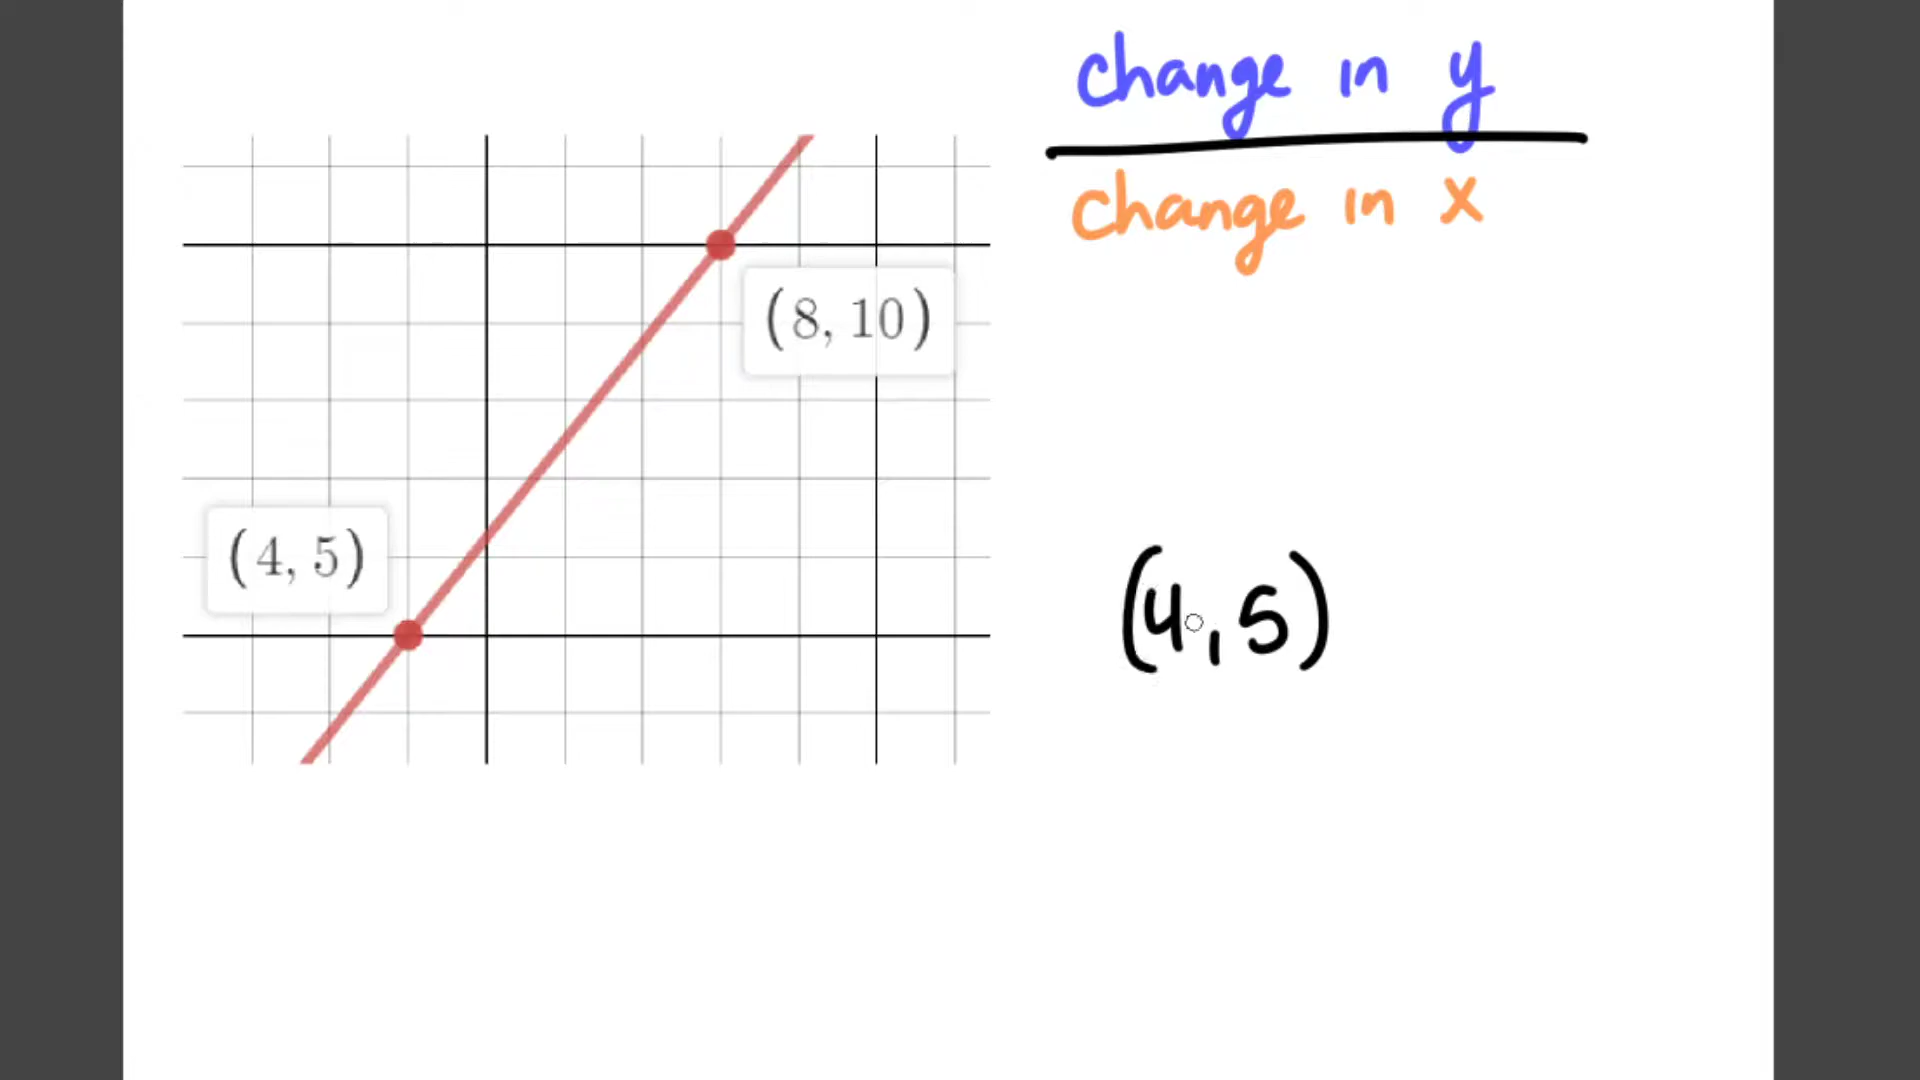 change in y
change in x
(8, 10)
(4, 5)
(4, 5)